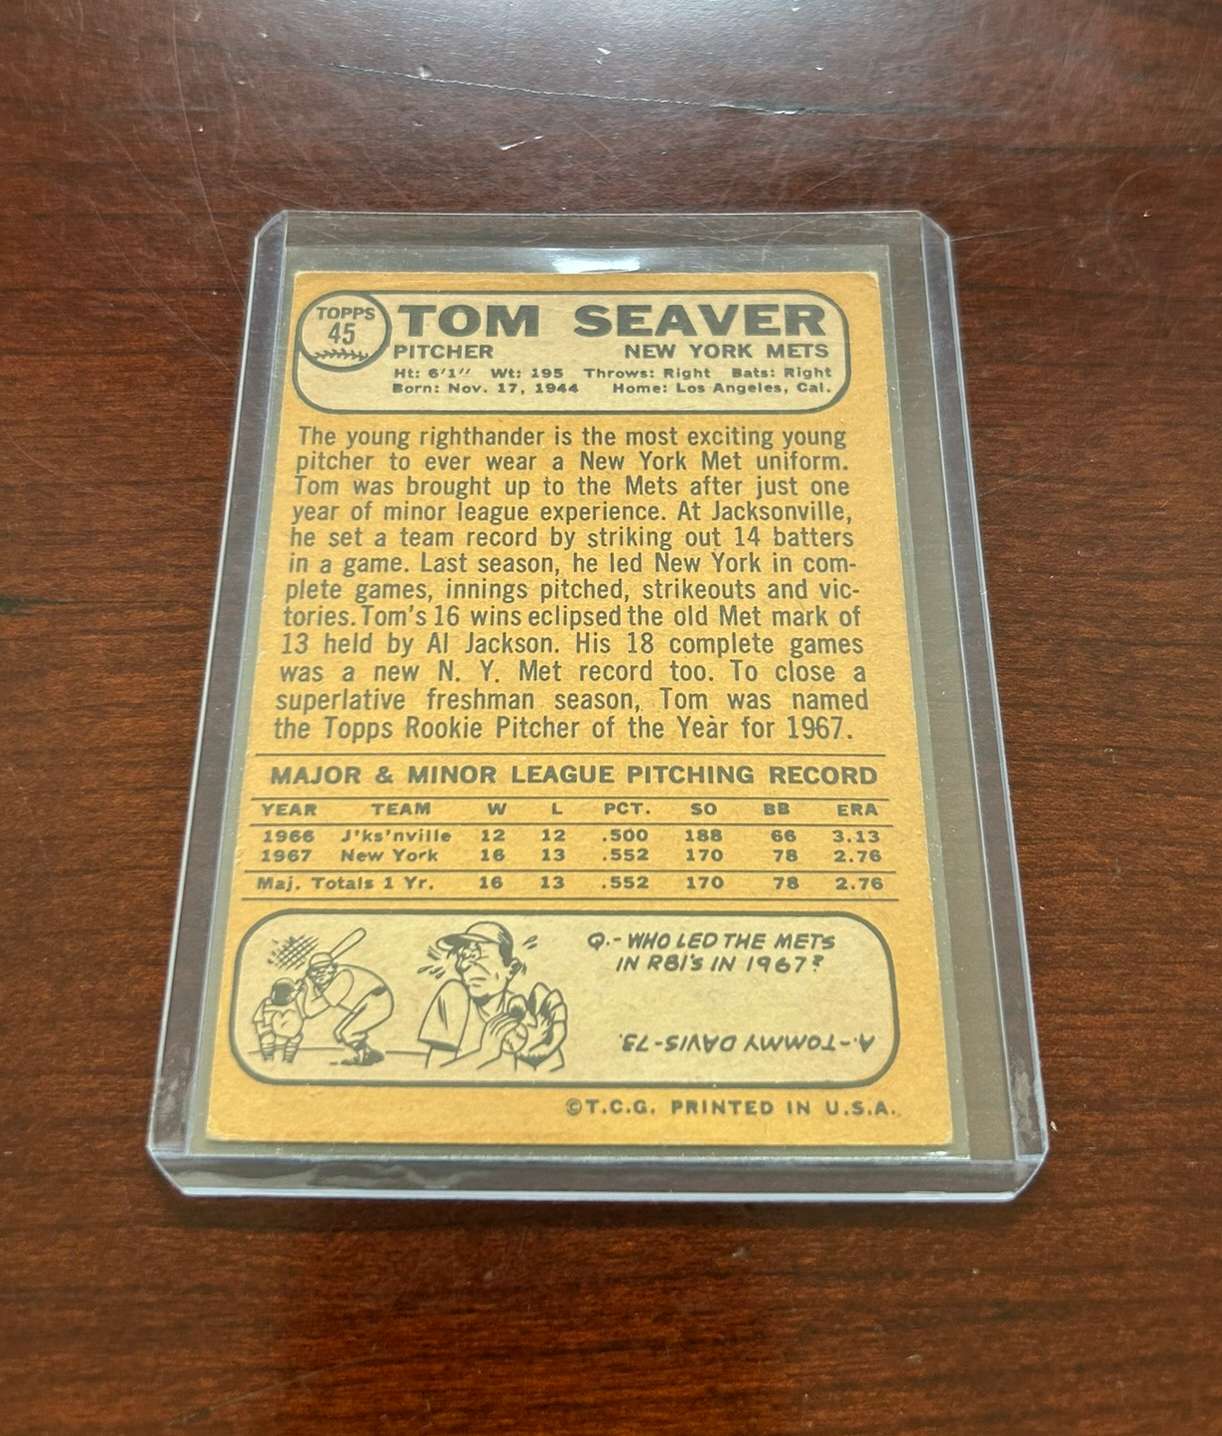 TOPPS
45
TOM SEAVER
PITCHER NEW YORK METS
Ht: 6'1" Wt: 195 Throws: Right Bats: Right
Born: Nov. 17, 1944 Home: Los Angeles, Cal.
The young righthander is the most exciting young
pitcher to ever wear a New York Met uniform.
Tom was brought up to the Mets after just one
year of minor league experience. At Jacksonville,
he set a team record by striking out 14 batters
in a game. Last season, he led New York in com-
plete games, innings pitched, strikeouts and vic-
tories. Tom's 16 wins eclipsed the old Met mark of
13 held by Al Jackson. His 18 complete games
was a new N. Y. Met record too. To close a
superlative freshman season, Tom was named
the Topps Rookie Pitcher of the Year for 1967.
MAJOR & MINOR LEAGUE PITCHING RECORD
YEAR TEAM W L PCT. SO BB ERA
1966 J'ks'nville 12 12 .500 188 66 3.13
1967 New York 16 13 .552 170 78 2.76
Maj. Totals 1 Yr. 16 13 .552 170 78 2.76
Q.- WHO LED THE METS
IN RBI'S IN 1967?
A.-TOMMY DAVIS-73.
©T.C.G. PRINTED IN U.S.A.